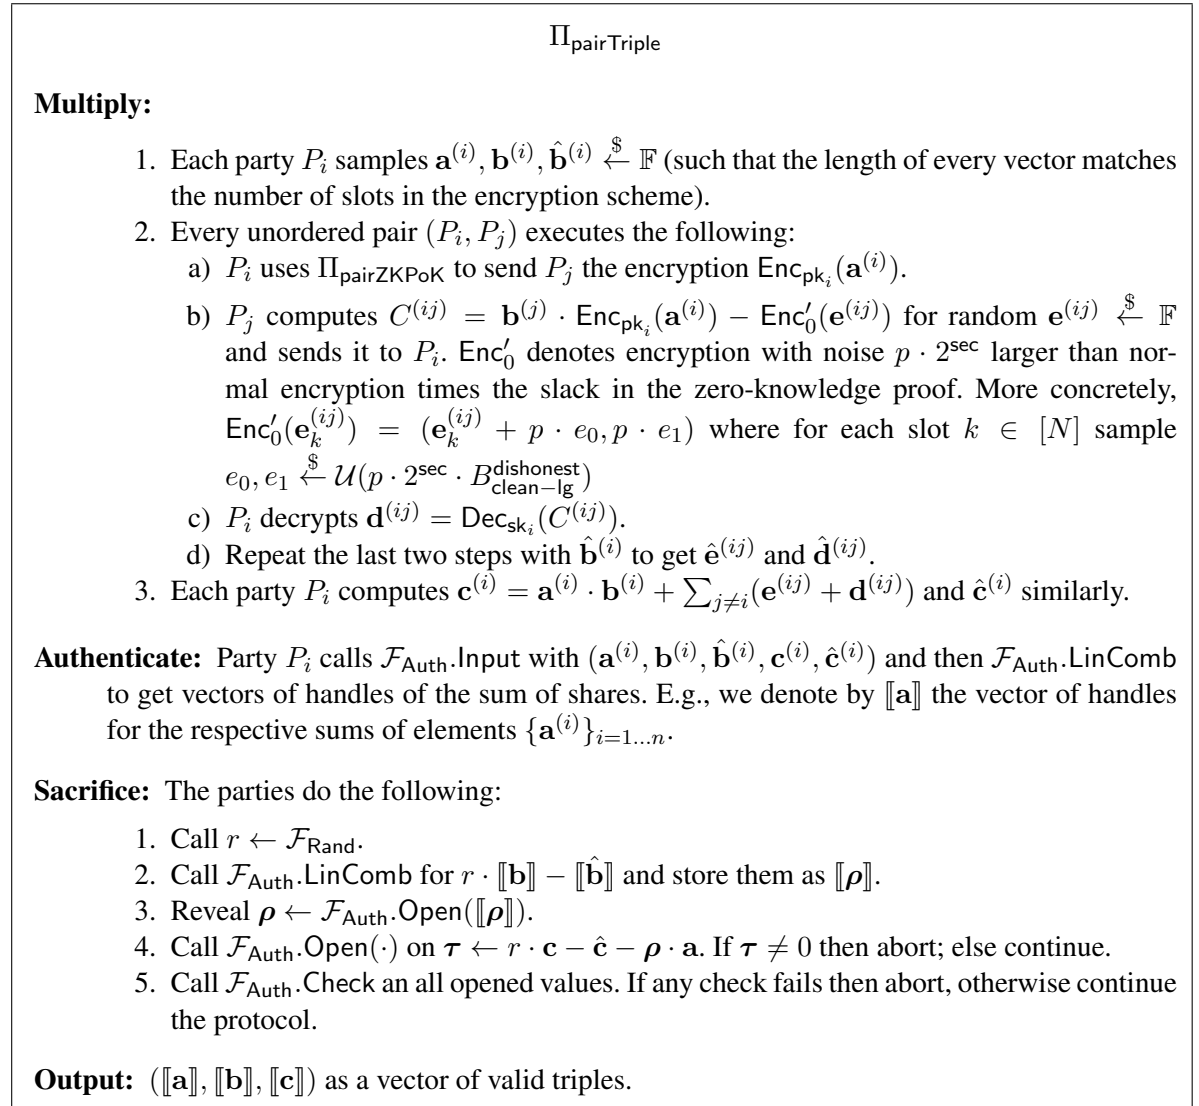 Π_pairTriple
Multiply:
1. Each party P_i samples a^(i), b^(i), b̂^(i) ←$ 𝔽 (such that the length of every vector matches
the number of slots in the encryption scheme).
2. Every unordered pair (P_i, P_j) executes the following:
a) P_i uses Π_pairZKPoK to send P_j the encryption Enc_{pk_i}(a^(i)).
b) P_j computes C^(ij) = b^(j) · Enc_{pk_i}(a^(i)) − Enc′_0(e^(ij)) for random e^(ij) ←$ 𝔽
and sends it to P_i. Enc′_0 denotes encryption with noise p · 2^sec larger than nor-
mal encryption times the slack in the zero-knowledge proof. More concretely,
Enc′_0(e_k^(ij)) = (e_k^(ij) + p · e_0, p · e_1) where for each slot k ∈ [N] sample
e_0, e_1 ←$ 𝒰(p · 2^sec · B_clean−lg^dishonest)
c) P_i decrypts d^(ij) = Dec_{sk_i}(C^(ij)).
d) Repeat the last two steps with b̂^(i) to get ê^(ij) and d̂^(ij).
3. Each party P_i computes c^(i) = a^(i) · b^(i) + ∑_{j≠i}(e^(ij) + d^(ij)) and ĉ^(i) similarly.
Authenticate: Party P_i calls ℱ_Auth.Input with (a^(i), b^(i), b̂^(i), c^(i), ĉ^(i)) and then ℱ_Auth.LinComb
to get vectors of handles of the sum of shares. E.g., we denote by ⟦a⟧ the vector of handles
for the respective sums of elements {a^(i)}_{i=1...n}.
Sacrifice: The parties do the following:
1. Call r ← ℱ_Rand.
2. Call ℱ_Auth.LinComb for r · ⟦b⟧ − ⟦b̂⟧ and store them as ⟦ρ⟧.
3. Reveal ρ ← ℱ_Auth.Open(⟦ρ⟧).
4. Call ℱ_Auth.Open(·) on τ ← r · c − ĉ − ρ · a. If τ ≠ 0 then abort; else continue.
5. Call ℱ_Auth.Check an all opened values. If any check fails then abort, otherwise continue
the protocol.
Output: (⟦a⟧, ⟦b⟧, ⟦c⟧) as a vector of valid triples.